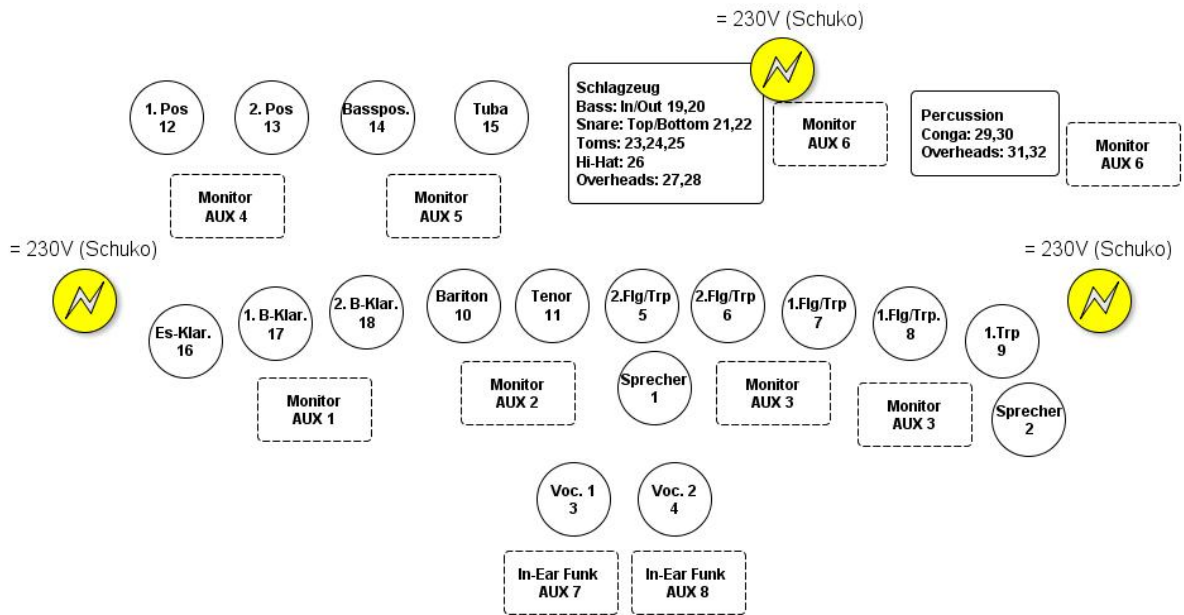 = 230V (Schuko)
1. Pos
12
2. Pos
13
Basspos.
14
Tuba
15
Schlagzeug
Bass: In/Out 19,20
Snare: Top/Bottom 21,22
Toms: 23,24,25
Hi-Hat: 26
Overheads: 27,28
Monitor
AUX 6
Percussion
Conga: 29,30
Overheads: 31,32
Monitor
AUX 6
Monitor
AUX 4
Monitor
AUX 5
= 230V (Schuko)
= 230V (Schuko)
Es-Klar.
16
1. B-Klar.
17
2. B-Klar.
18
Bariton
10
Tenor
11
2.Flg/Trp
5
2.Flg/Trp
6
1.Flg/Trp
7
1.Flg/Trp.
8
1.Trp
9
Monitor
AUX 1
Monitor
AUX 2
Sprecher
1
Monitor
AUX 3
Monitor
AUX 3
Sprecher
2
Voc. 1
3
Voc. 2
4
In-Ear Funk
AUX 7
In-Ear Funk
AUX 8